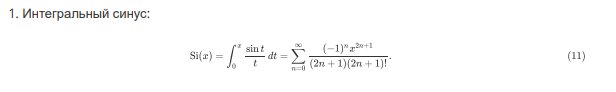 1. Интегральный синус:
Si(x) = ∫₀ˣ (sin t / t) dt = ∑ₙ₌₀^∞ ((-1)ⁿ x²ⁿ⁺¹) / ((2n + 1)(2n + 1)!). (11)